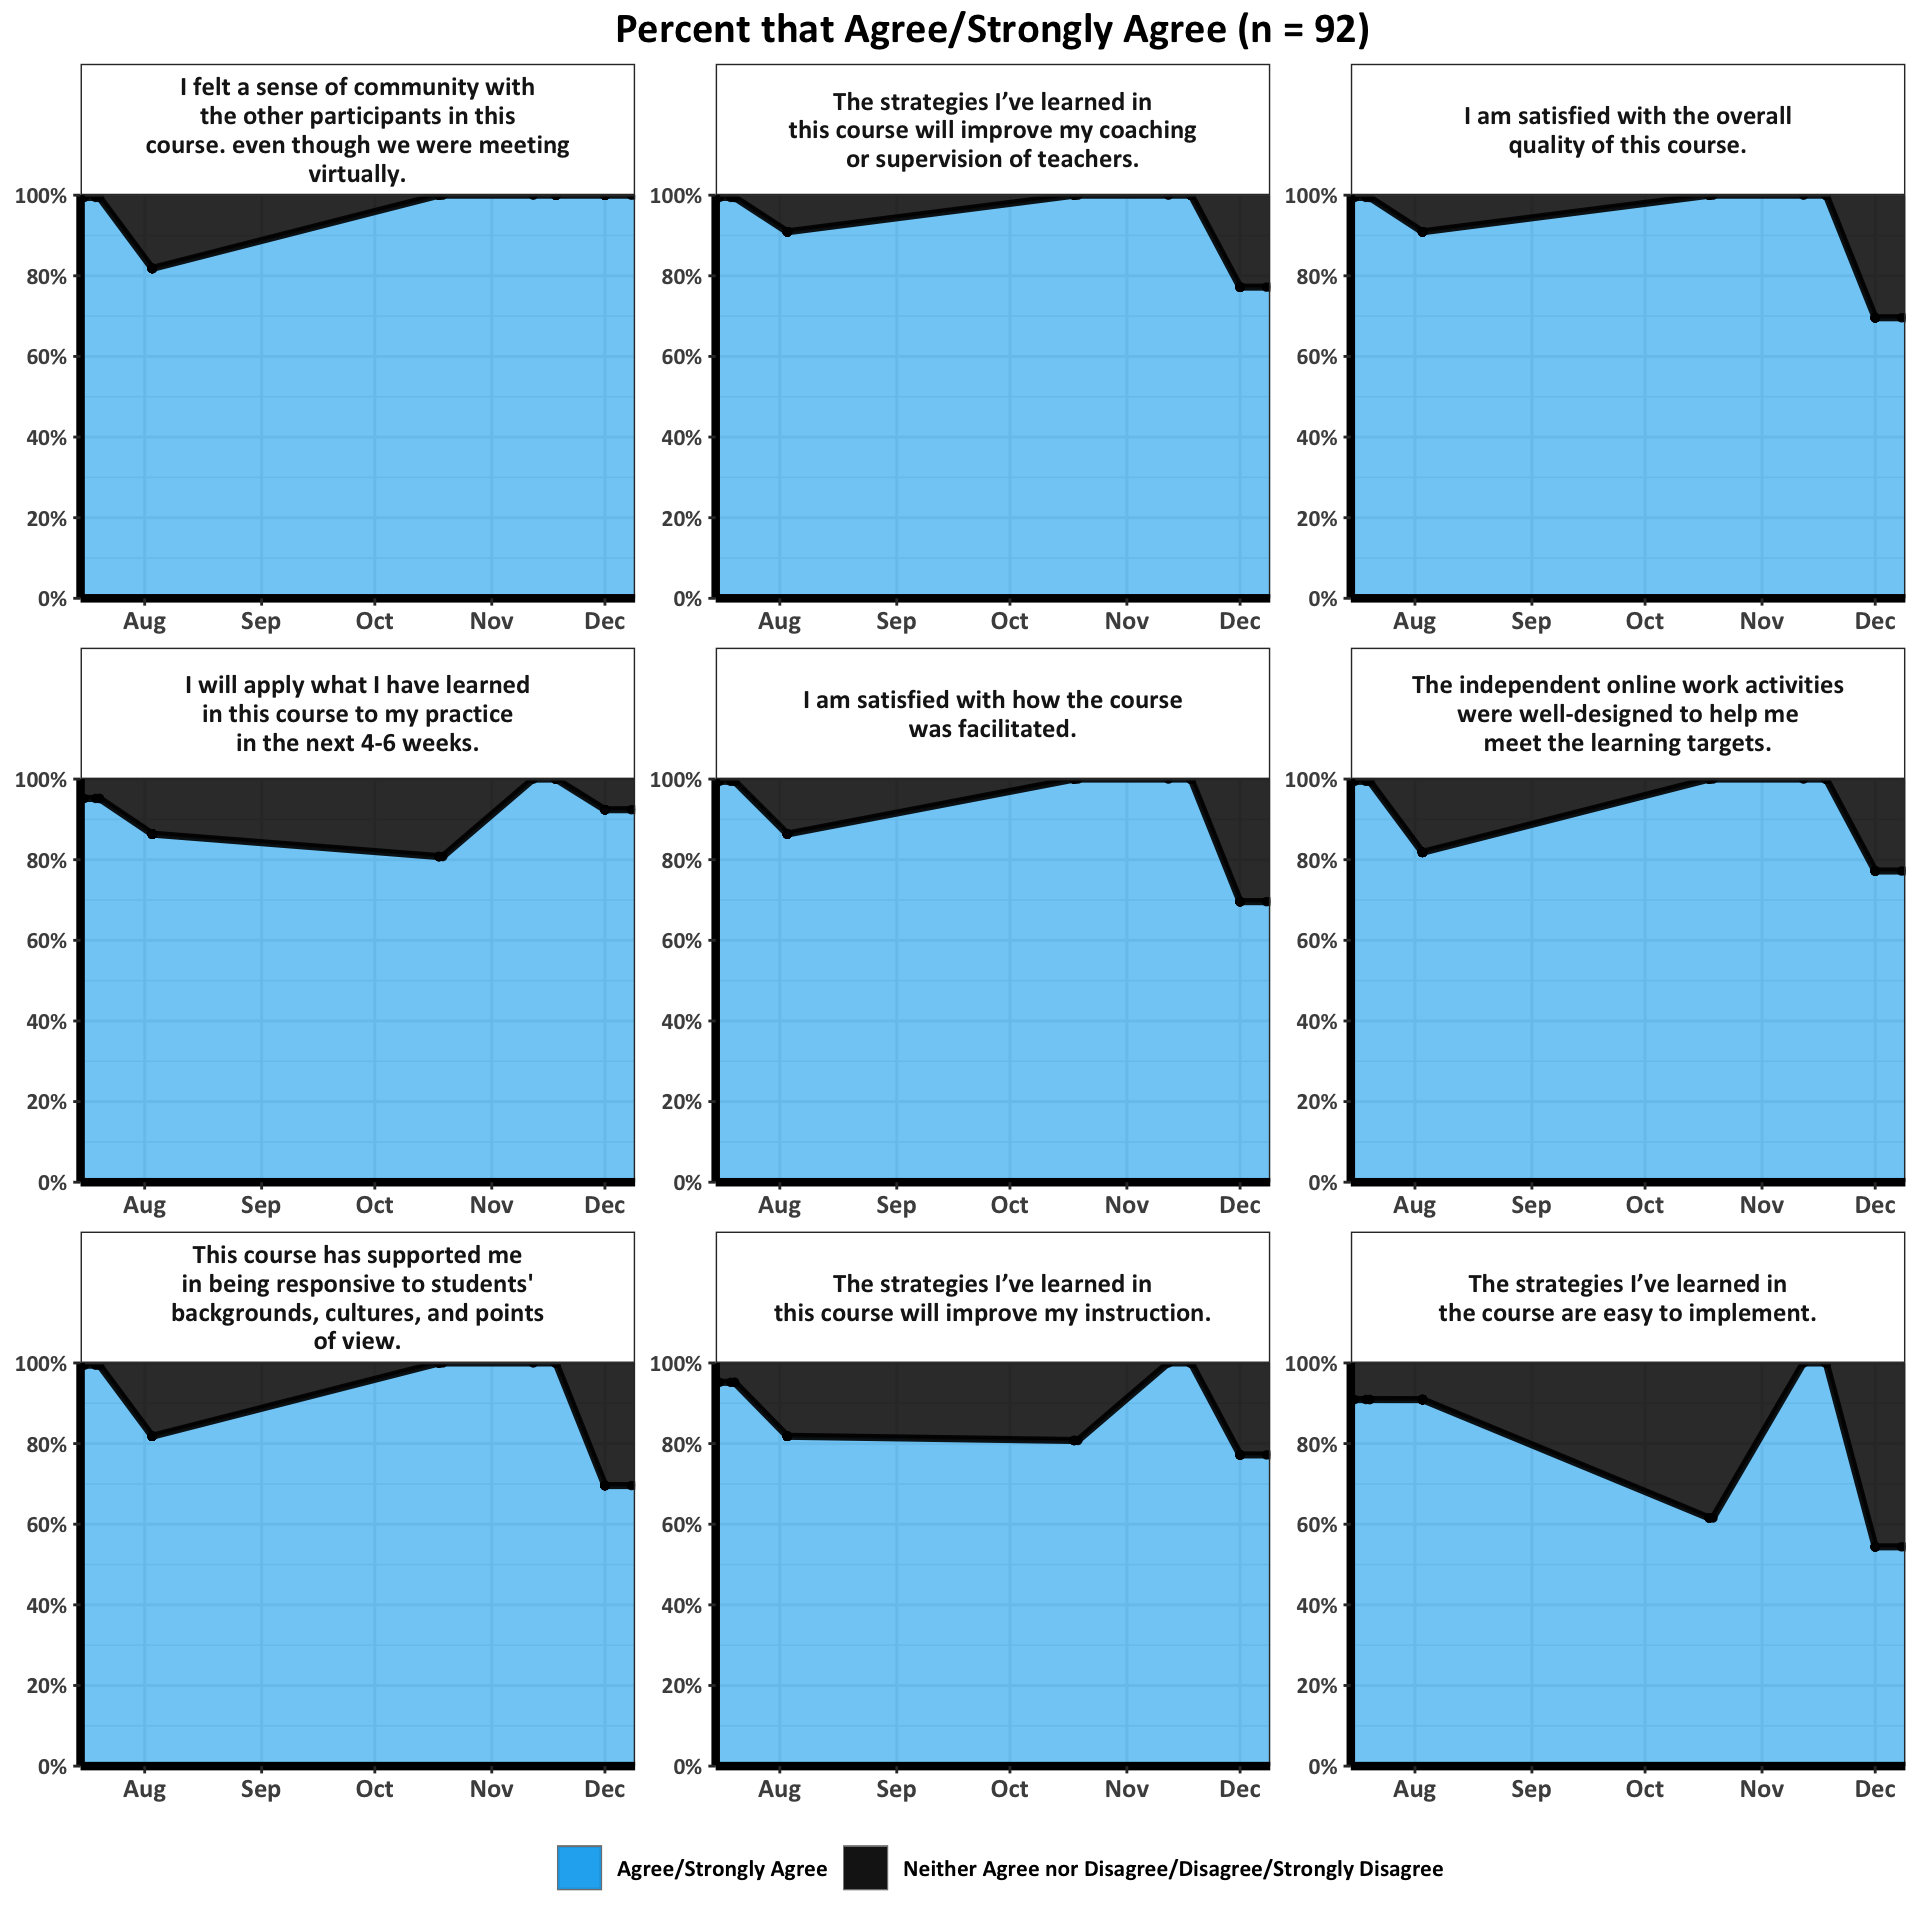 Percent that Agree/Strongly Agree (n = 92)
I felt a sense of community with
the other participants in this
course. even though we were meeting
virtually.
100%
80%
60%
40%
20%
0%
Aug Sep Oct Nov Dec
The strategies I’ve learned in
this course will improve my coaching
or supervision of teachers.
100%
80%
60%
40%
20%
0%
Aug Sep Oct Nov Dec
I am satisfied with the overall
quality of this course.
100%
80%
60%
40%
20%
0%
Aug Sep Oct Nov Dec
I will apply what I have learned
in this course to my practice
in the next 4-6 weeks.
100%
80%
60%
40%
20%
0%
Aug Sep Oct Nov Dec
I am satisfied with how the course
was facilitated.
100%
80%
60%
40%
20%
0%
Aug Sep Oct Nov Dec
The independent online work activities
were well-designed to help me
meet the learning targets.
100%
80%
60%
40%
20%
0%
Aug Sep Oct Nov Dec
This course has supported me
in being responsive to students'
backgrounds, cultures, and points
of view.
100%
80%
60%
40%
20%
0%
Aug Sep Oct Nov Dec
The strategies I’ve learned in
this course will improve my instruction.
100%
80%
60%
40%
20%
0%
Aug Sep Oct Nov Dec
The strategies I’ve learned in
the course are easy to implement.
100%
80%
60%
40%
20%
0%
Aug Sep Oct Nov Dec
Agree/Strongly Agree Neither Agree nor Disagree/Disagree/Strongly Disagree